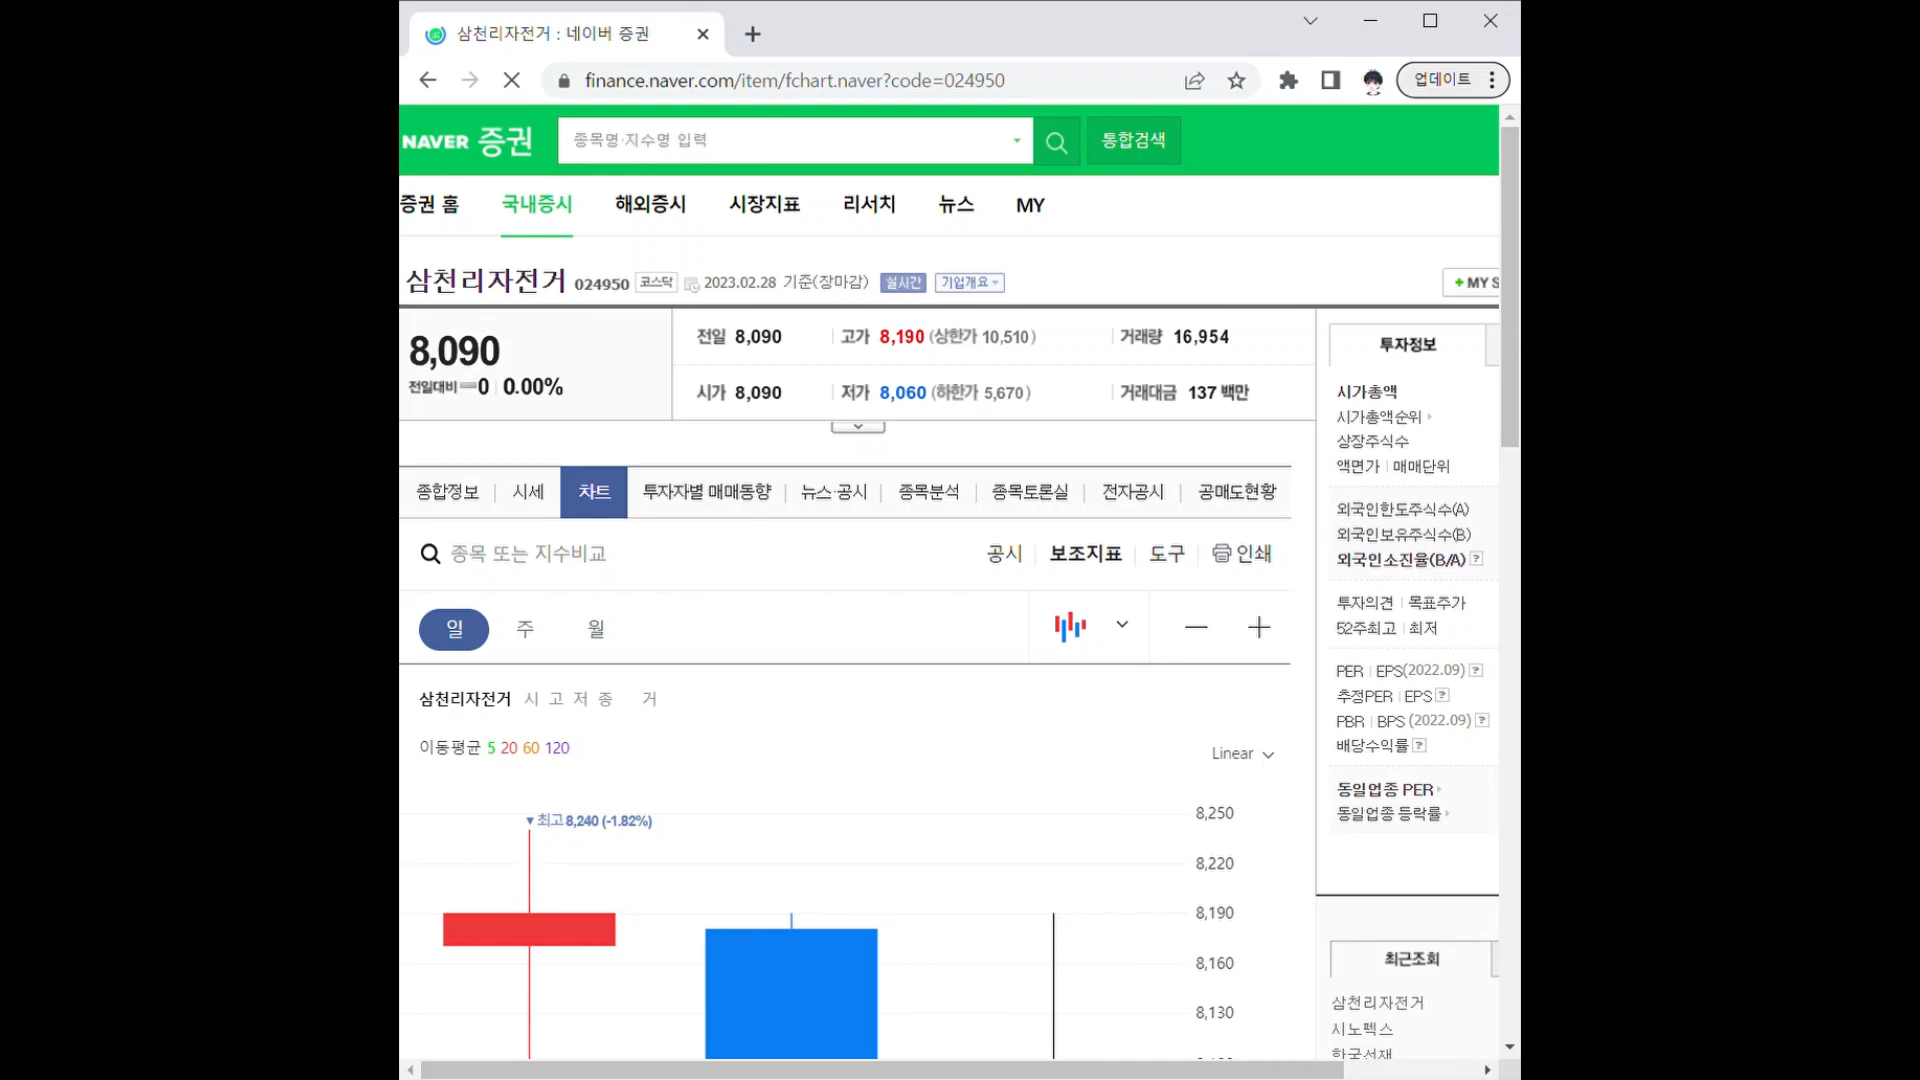 삼천리자전거 : 네이버 증권
finance.naver.com/item/fchart.naver?code=024950
업데이트
NAVER 증권
종목명·지수명 입력
통합검색
증권 홈 국내증시 해외증시 시장지표 리서치 뉴스 MY
삼천리자전거 024950 코스닥 2023.02.28 기준(장마감) 실시간 기업개요
+ MY S
8,090
전일대비 0 0.00%
전일 8,090 고가 8,190 (상한가 10,510) 거래량 16,954
시가 8,090 저가 8,060 (하한가 5,670) 거래대금 137 백만
종합정보 시세 차트 투자자별 매매동향 뉴스·공시 종목분석 종목토론실 전자공시 공매도현황
종목 또는 지수비교
공시 보조지표 도구 인쇄
일 주 월
삼천리자전거 시 고 저 종 거
이동평균 5 20 60 120
Linear
최고 8,240 (-1.82%)
8,250
8,220
8,190
8,160
8,130
투자정보
시가총액
시가총액순위
상장주식수
액면가 | 매매단위
외국인한도주식수(A)
외국인보유주식수(B)
외국인소진율(B/A) ?
투자의견 | 목표주가
52주최고 | 최저
PER | EPS(2022.09) ?
추정PER | EPS ?
PBR | BPS (2022.09) ?
배당수익률 ?
동일업종 PER
동일업종 등락률
최근조회
삼천리자전거
시노펙스
한국선재